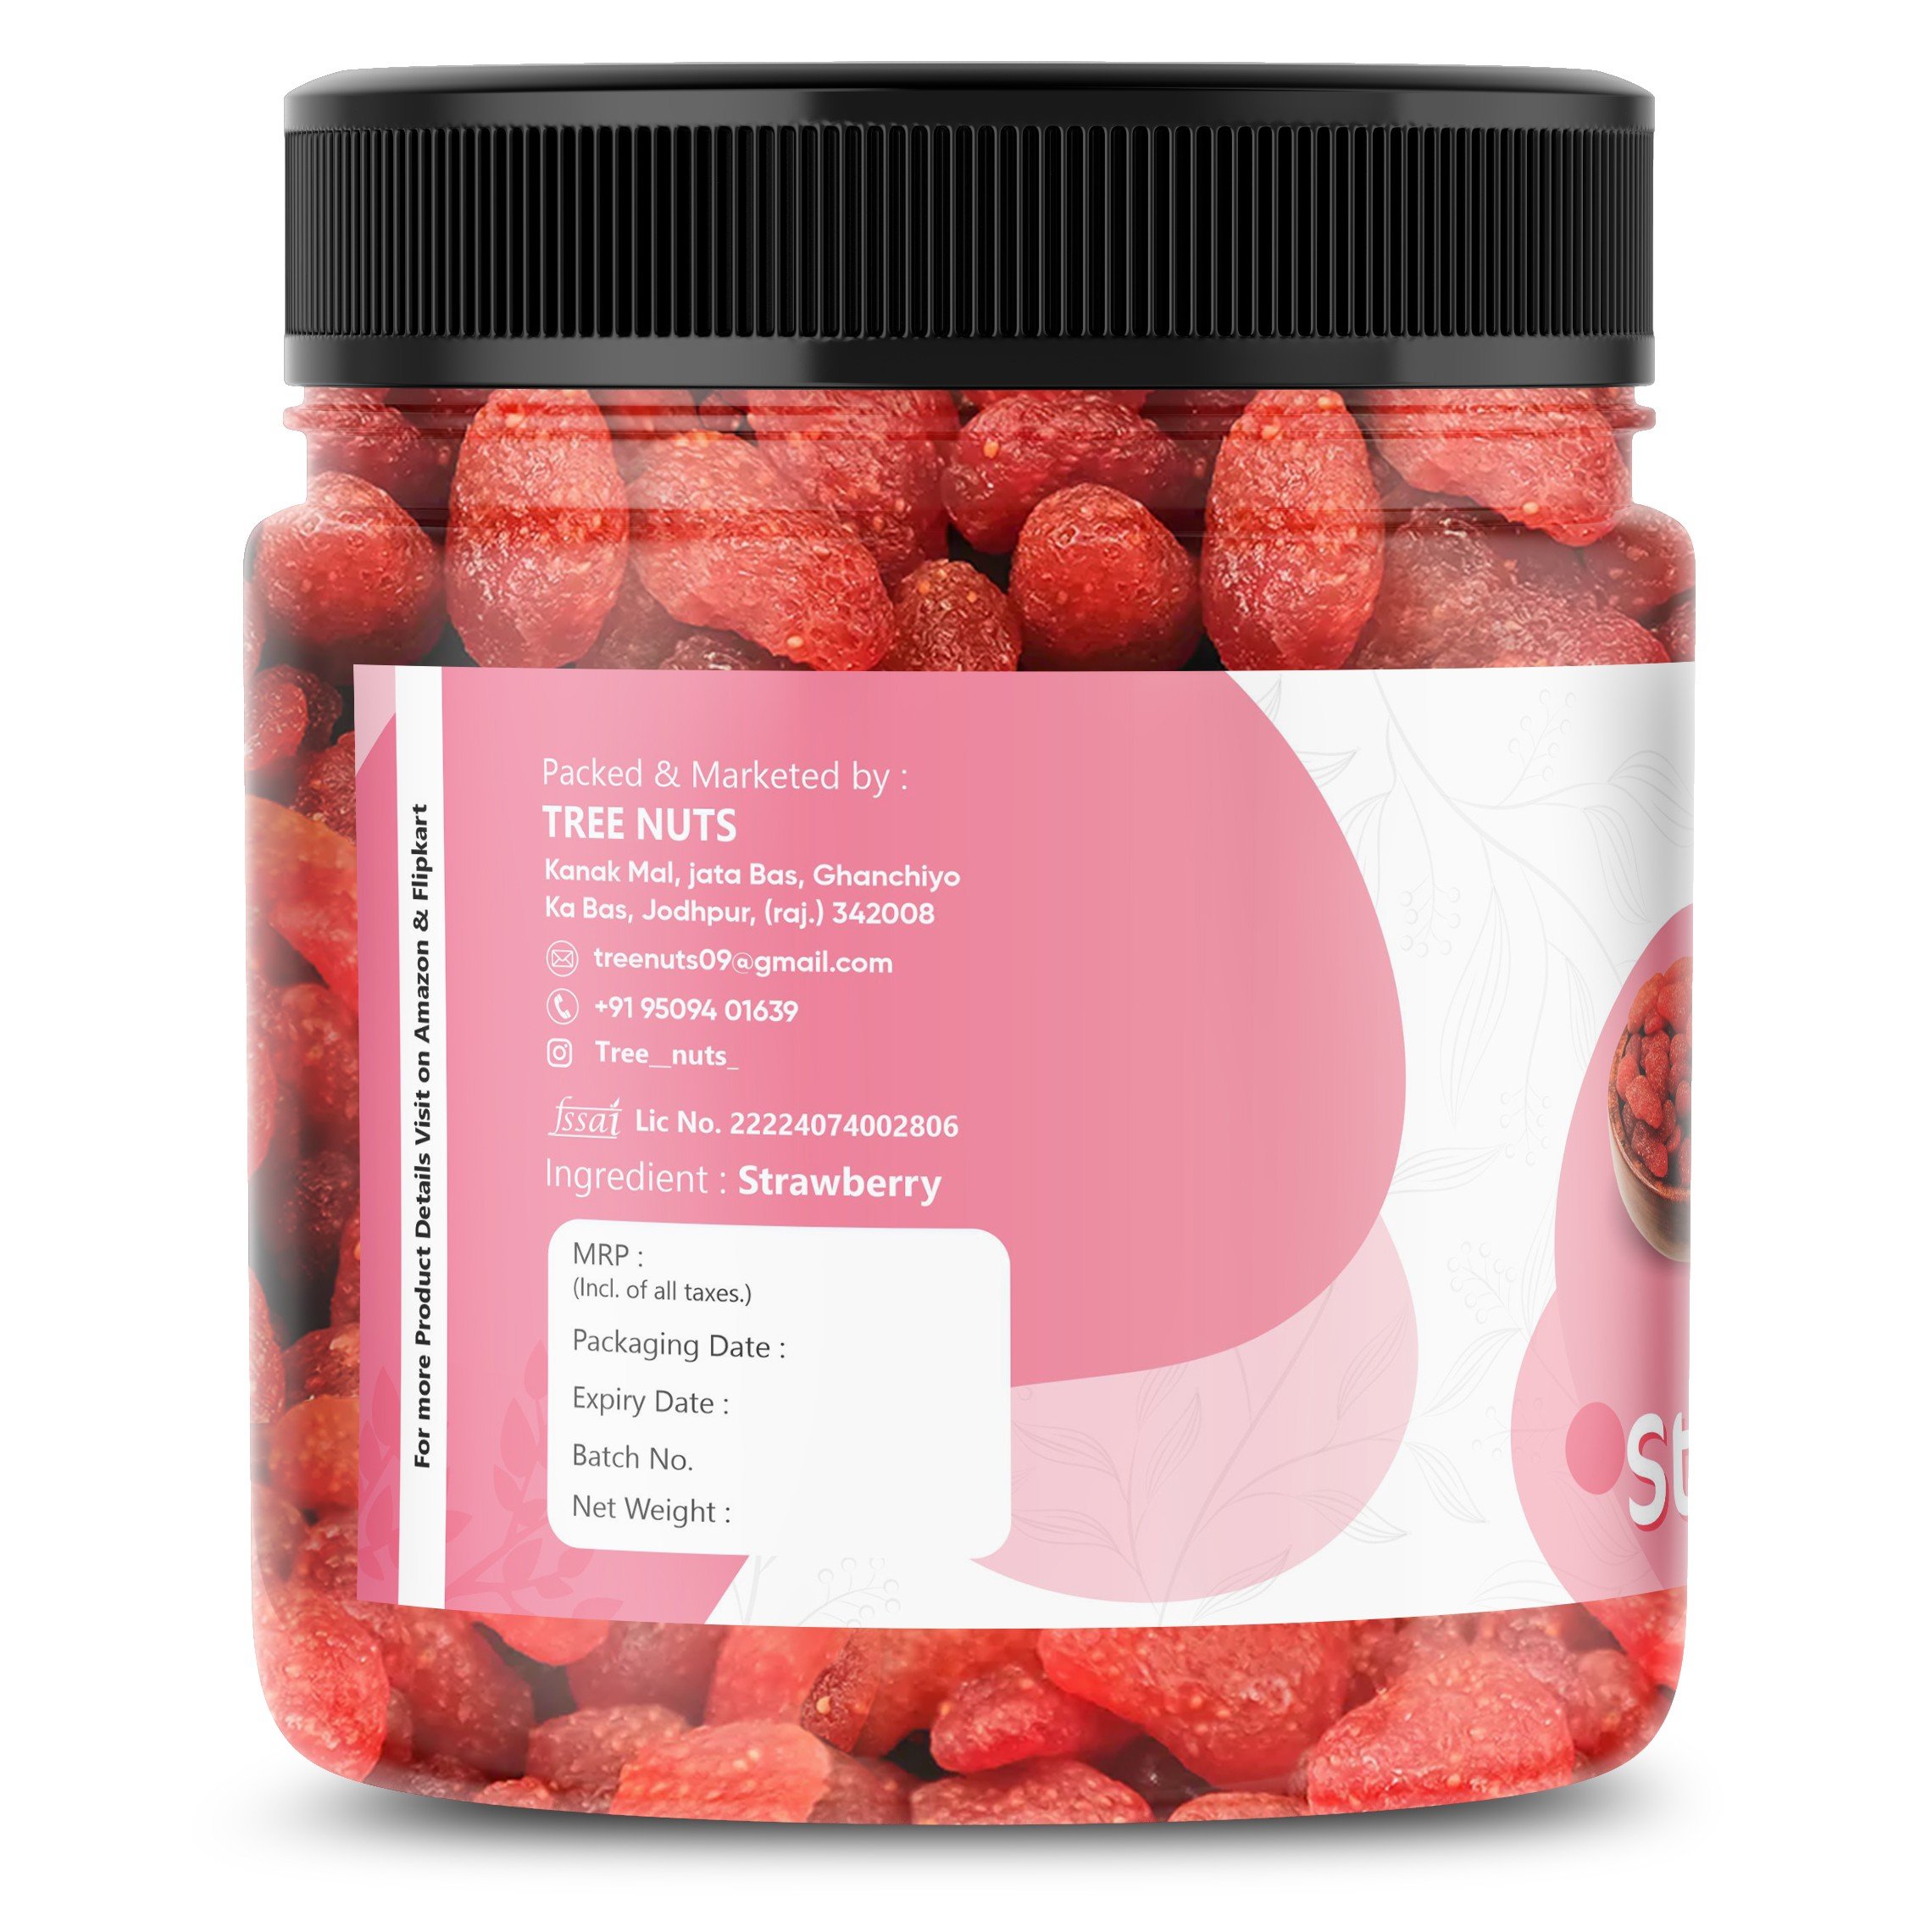 For more Product Details Visit on Amazon & Flipkart
Packed & Marketed by :
TREE NUTS
Kanak Mal, jata Bas, Ghanchiyo
Ka Bas, Jodhpur, (raj.) 342008
treenuts09@gmail.com
+91 95094 01639
Tree__nuts_
fssai Lic No. 22224074002806
Ingredient : Strawberry
MRP :
(Incl. of all taxes.)
Packaging Date :
Expiry Date :
Batch No.
Net Weight :